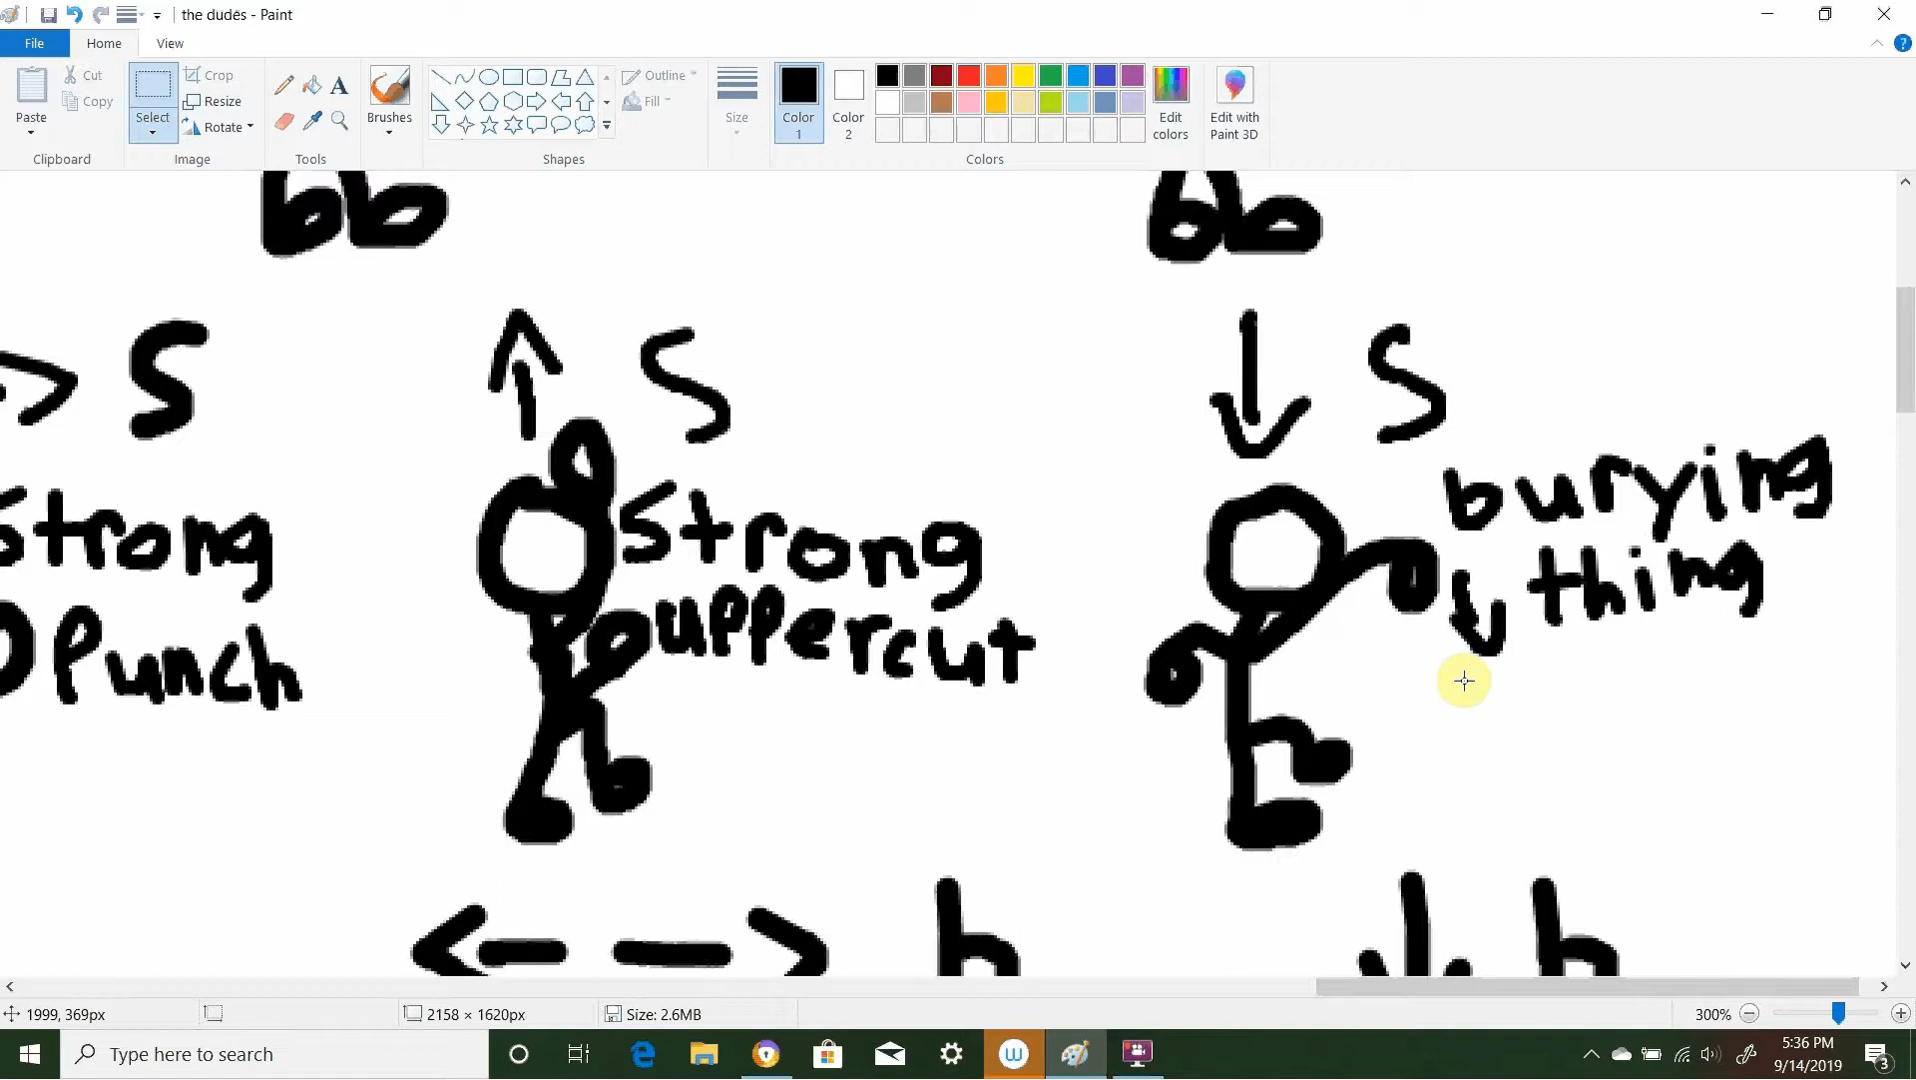 the dudes - Paint
File Home View
Paste
Cut
Copy
Clipboard
Select
Crop
Resize
Rotate
Image
A
Tools
Brushes
Shapes
Outline
Fill
Size
Color 1
Color 2
Edit colors
Colors
Edit with Paint 3D
bb
bb
> S
↑ S
↓ S
Strong
Punch
Strong
uppercut
burying
thing
1999, 369px
2158 × 1620px
Size: 2.6MB
300%
Type here to search
5:36 PM
9/14/2019
3